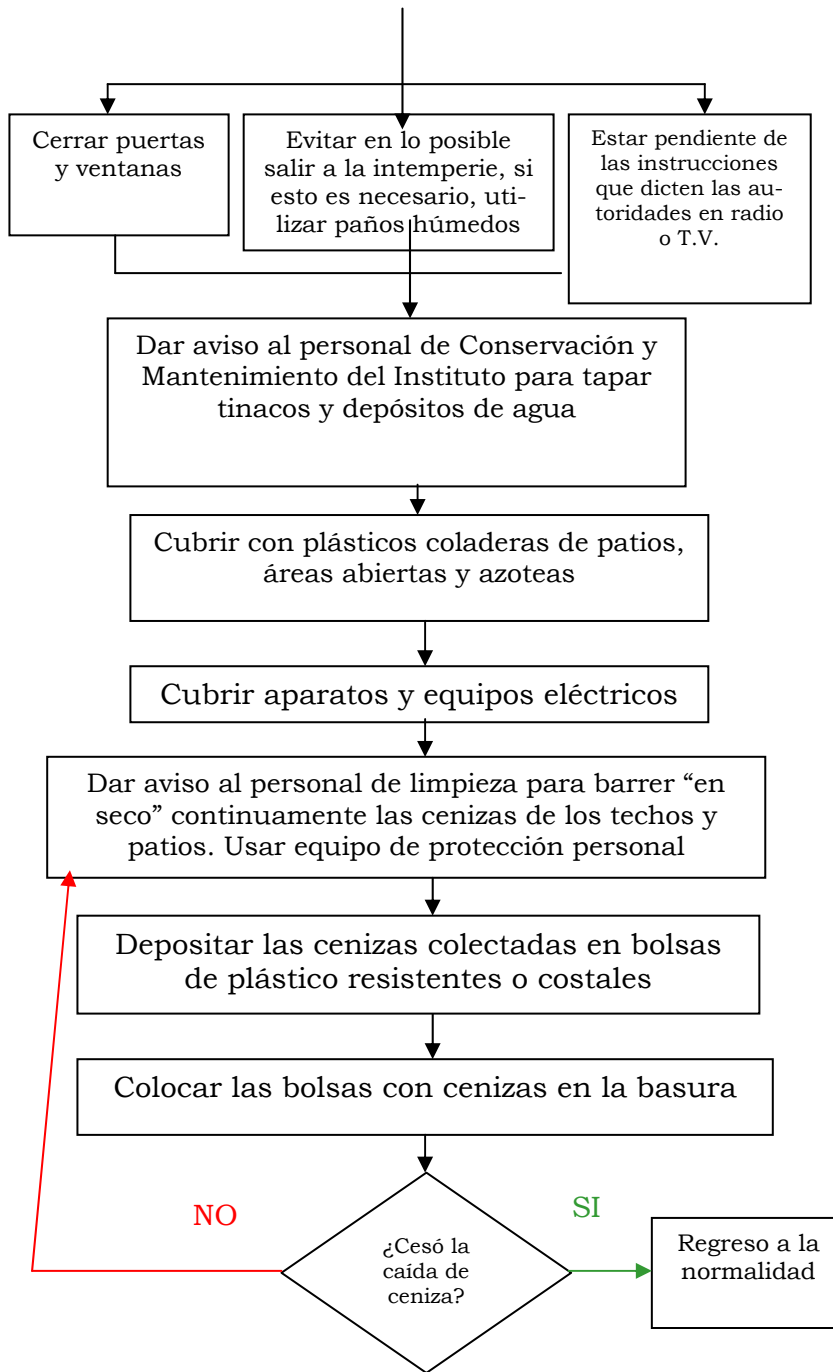 Cerrar puertas
y ventanas
Evitar en lo posible
salir a la intemperie, si
esto es necesario, uti-
lizar paños húmedos
Estar pendiente de
las instrucciones
que dicten las au-
toridades en radio
o T.V.
Dar aviso al personal de Conservación y
Mantenimiento del Instituto para tapar
tinacos y depósitos de agua
Cubrir con plásticos coladeras de patios,
áreas abiertas y azoteas
Cubrir aparatos y equipos eléctricos
Dar aviso al personal de limpieza para barrer “en
seco” continuamente las cenizas de los techos y
patios. Usar equipo de protección personal
Depositar las cenizas colectadas en bolsas
de plástico resistentes o costales
Colocar las bolsas con cenizas en la basura
NO
SI
¿Cesó la
caída de
ceniza?
Regreso a la
normalidad